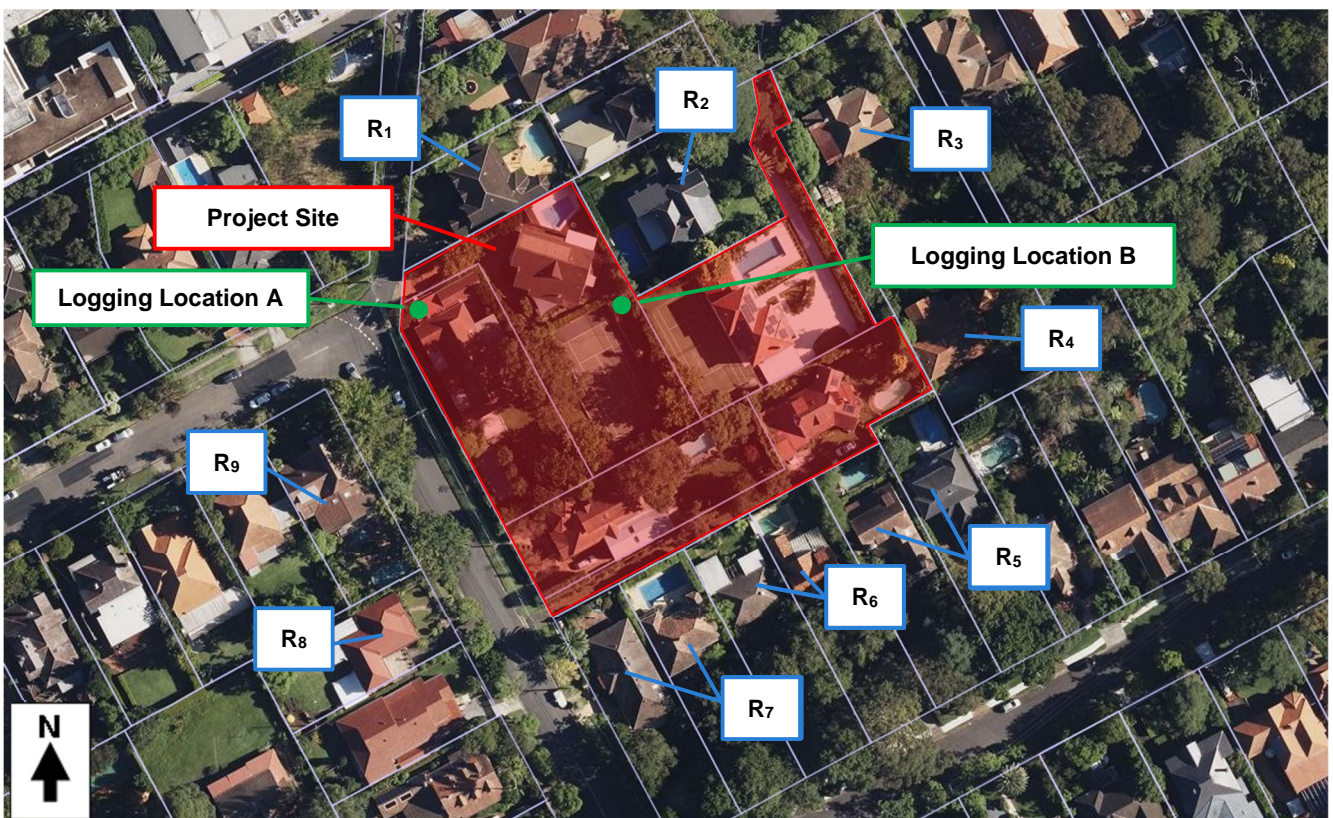 R2
R1
R3
Project Site
Logging Location B
Logging Location A
R4
R9
R5
R6
R8
R7
N